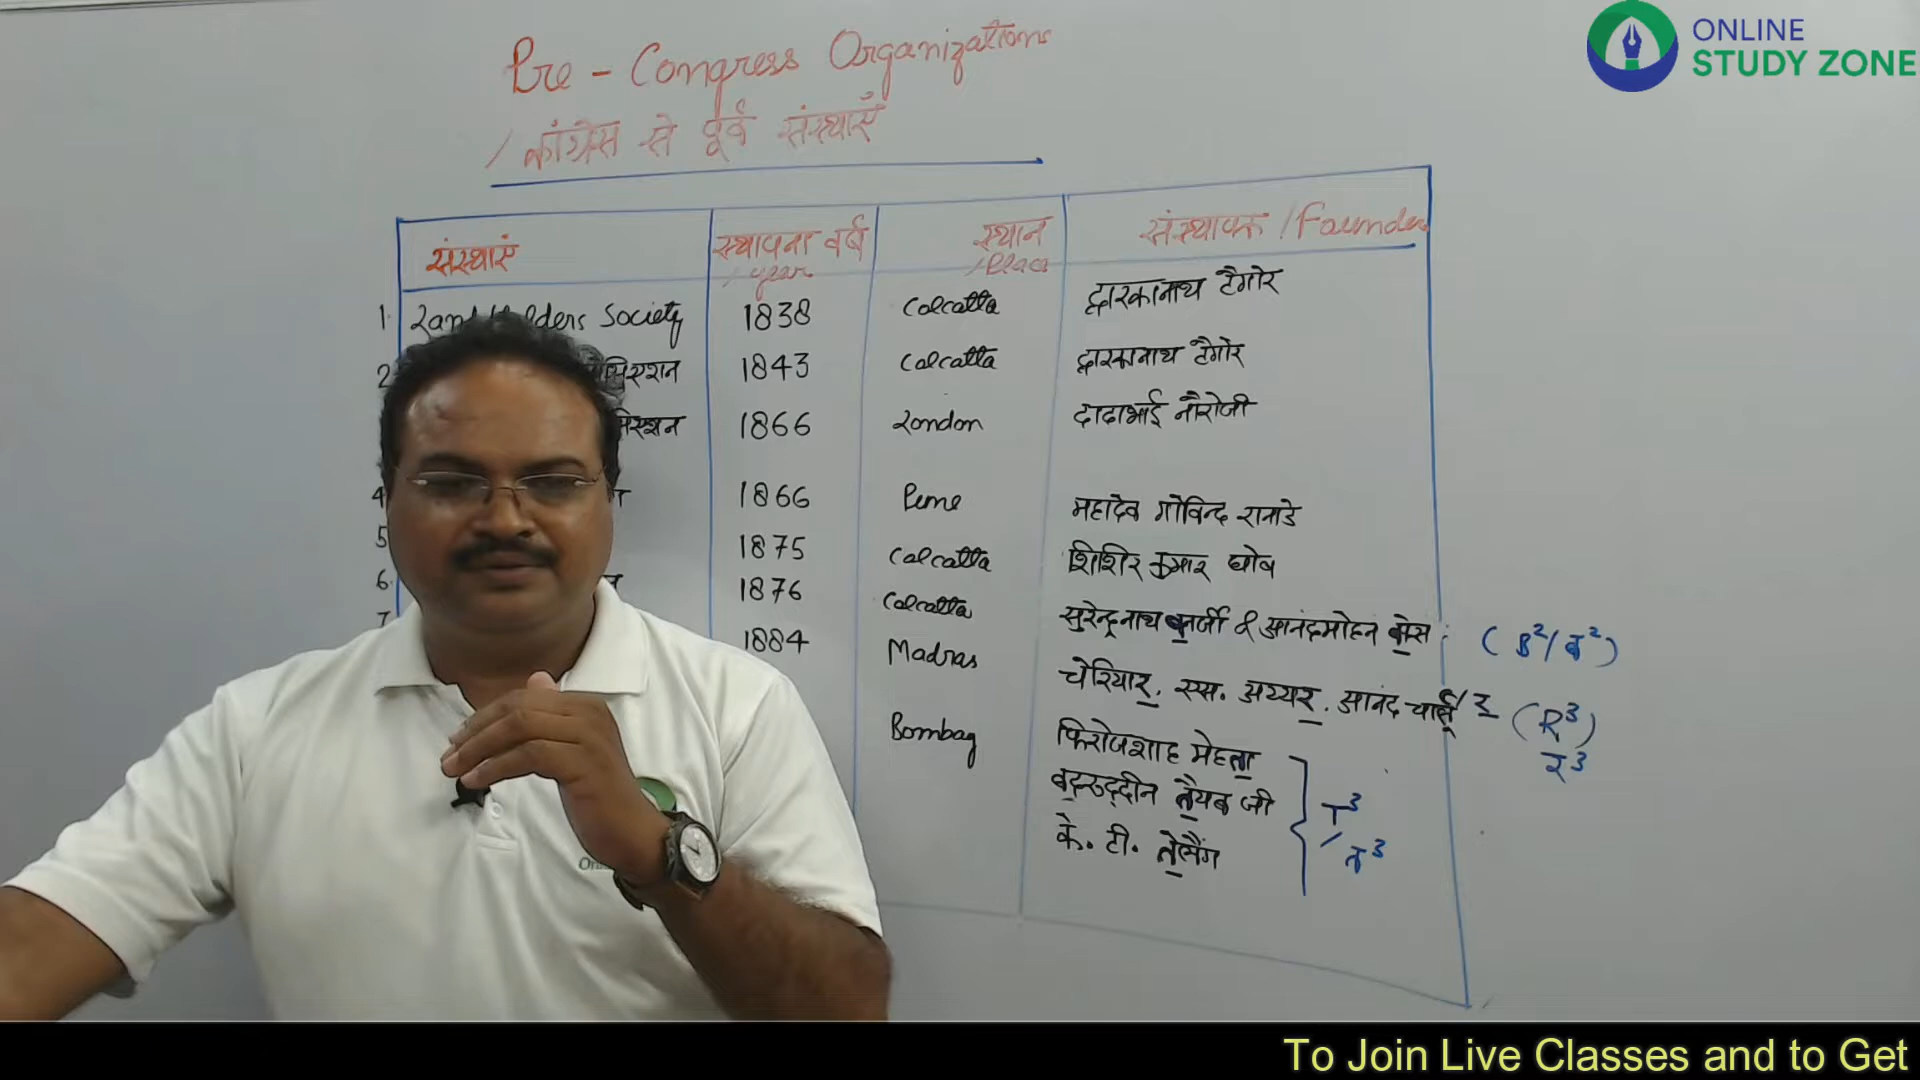 ONLINE
STUDY ZONE
Pre - Congress Organizations
/ कांग्रेस से पूर्व संस्थाएँ
संस्थाएं स्थापना वर्ष / year स्थान / Place संस्थापक / Founder
1. Society 1838 Calcatta द्वारकानाथ टैगोर
2 1843 Calcatta द्वारकानाथ टैगोर
1866 London दादाभाई नौरोजी
4 1866 Pune महादेव गोविन्द रानाडे
5 1875 Calcatta शिशिर कुमार घोष
6. 1876 Calcatta सुरेन्द्रनाथ बनर्जी & आनंदमोहन बोस (B²/ब²)
7 1884 Madras चेरियार, एस. अय्यर, आनंद चार्लू/र (R³)
र³
Bombay फिरोजशाह मेहता
बदरुद्दीन तैयब जी T³
के. टी. तेलंग / त³
To Join Live Classes and to Get